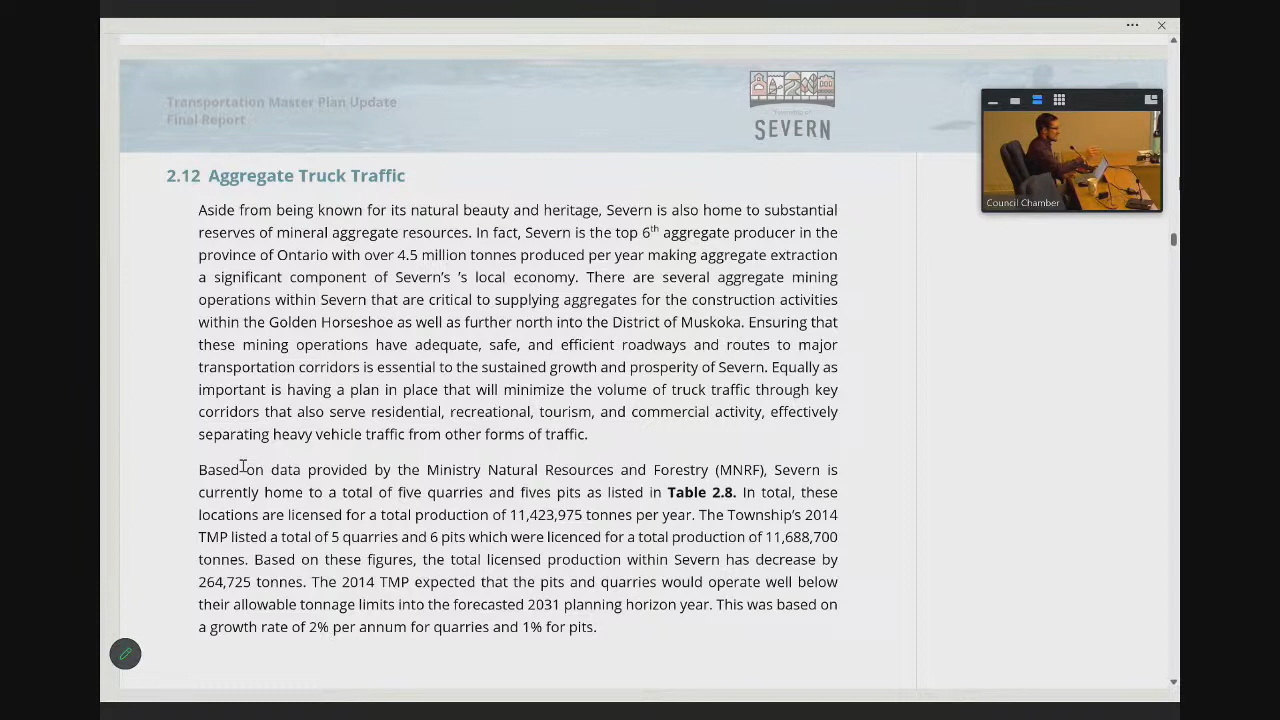 Transportation Master Plan Update
Final Report
Township of
SEVERN
2.12 Aggregate Truck Traffic
Aside from being known for its natural beauty and heritage, Severn is also home to substantial
reserves of mineral aggregate resources. In fact, Severn is the top 6th aggregate producer in the
province of Ontario with over 4.5 million tonnes produced per year making aggregate extraction
a significant component of Severn's 's local economy. There are several aggregate mining
operations within Severn that are critical to supplying aggregates for the construction activities
within the Golden Horseshoe as well as further north into the District of Muskoka. Ensuring that
these mining operations have adequate, safe, and efficient roadways and routes to major
transportation corridors is essential to the sustained growth and prosperity of Severn. Equally as
important is having a plan in place that will minimize the volume of truck traffic through key
corridors that also serve residential, recreational, tourism, and commercial activity, effectively
separating heavy vehicle traffic from other forms of traffic.
Based on data provided by the Ministry Natural Resources and Forestry (MNRF), Severn is
currently home to a total of five quarries and fives pits as listed in Table 2.8. In total, these
locations are licensed for a total production of 11,423,975 tonnes per year. The Township's 2014
TMP listed a total of 5 quarries and 6 pits which were licenced for a total production of 11,688,700
tonnes. Based on these figures, the total licensed production within Severn has decrease by
264,725 tonnes. The 2014 TMP expected that the pits and quarries would operate well below
their allowable tonnage limits into the forecasted 2031 planning horizon year. This was based on
a growth rate of 2% per annum for quarries and 1% for pits.
Council Chamber